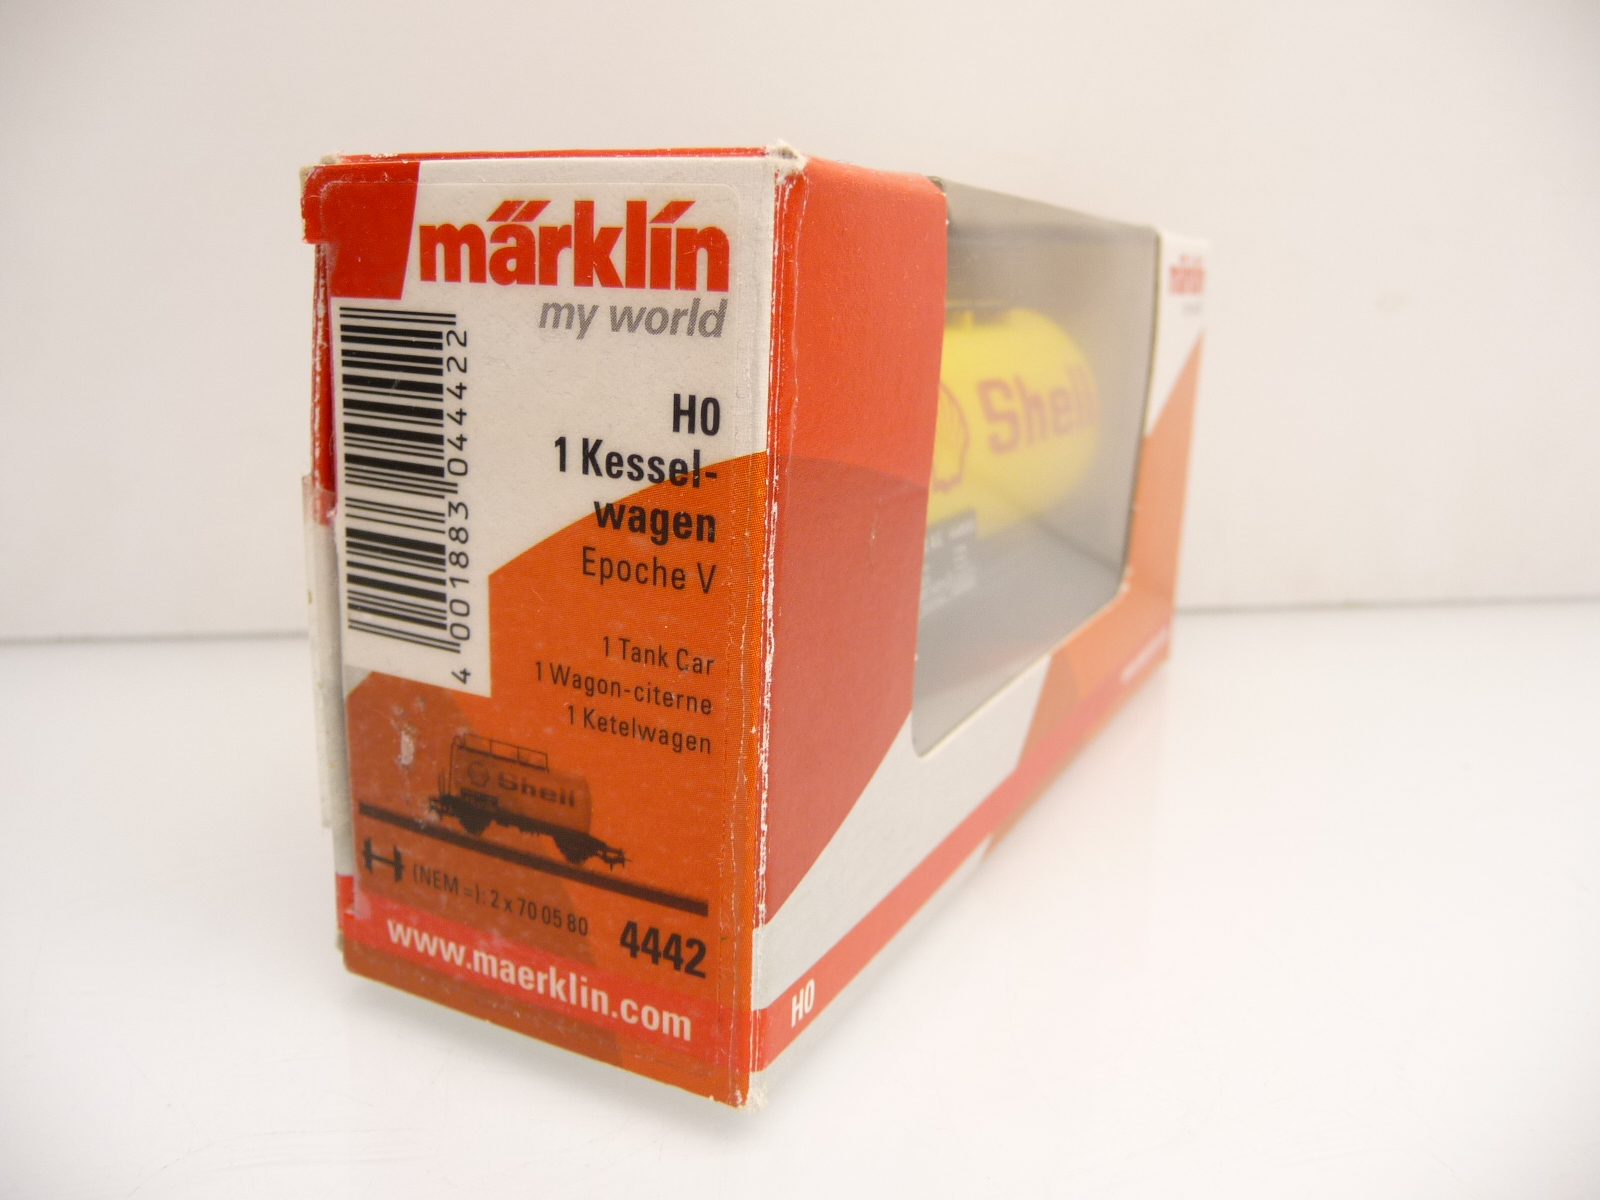 märklin
my world
4 001883 044422
H0
1 Kessel-
wagen
Epoche V
1 Tank Car
1 Wagon-citerne
1 Ketelwagen
Shell
(NEM =): 2 x 70 05 80
4442
www.maerklin.com
H0
Shell
märklin